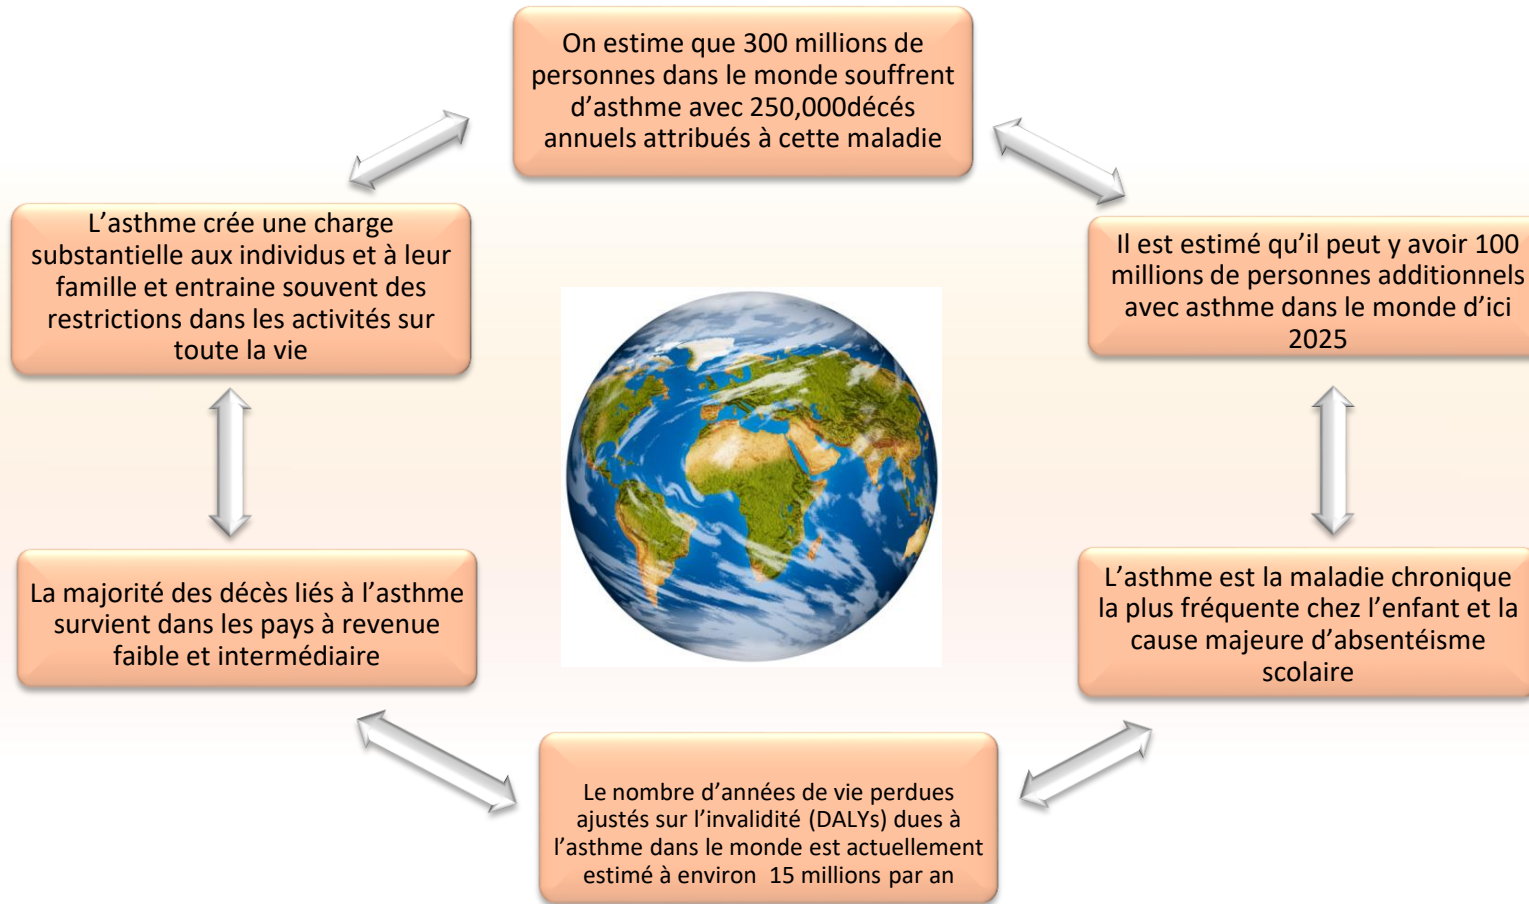 On estime que 300 millions de
personnes dans le monde souffrent
d'asthme avec 250,000décés
annuels attribués à cette maladie
Il est estimé qu'il peut y avoir 100
millions de personnes additionnels
avec asthme dans le monde d'ici
2025
L'asthme est la maladie chronique
la plus fréquente chez l'enfant et la
cause majeure d'absentéisme
scolaire
Le nombre d'années de vie perdues
ajustés sur l'invalidité (DALYs) dues à
l'asthme dans le monde est actuellement
estimé à environ 15 millions par an
La majorité des décès liés à l'asthme
survient dans les pays à revenue
faible et intermédiaire
L'asthme crée une charge
substantielle aux individus et à leur
famille et entraine souvent des
restrictions dans les activités sur
toute la vie